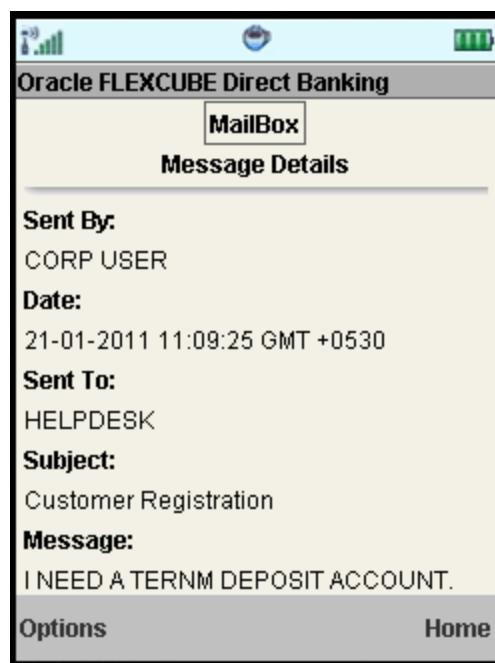 Oracle FLEXCUBE Direct Banking
MailBox
Message Details
Sent By:
CORP USER
Date:
21-01-2011 11:09:25 GMT +0530
Sent To:
HELPDESK
Subject:
Customer Registration
Message:
I NEED A TERNM DEPOSIT ACCOUNT.
Options Home